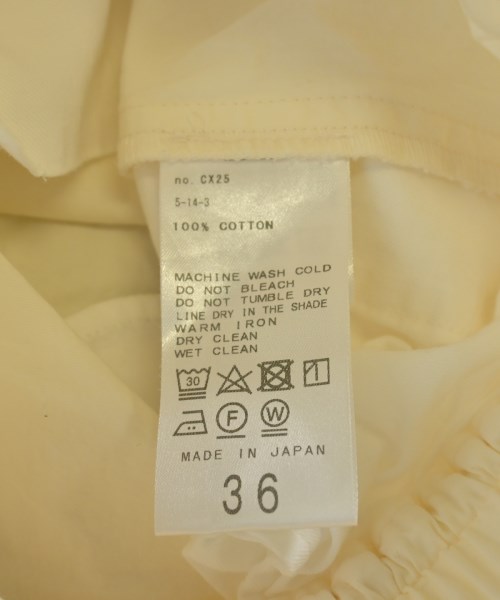 no. CX25
5-14-3
100% COTTON
MACHINE WASH COLD
DO NOT BLEACH
DO NOT TUMBLE DRY
LINE DRY IN THE SHADE
WARM IRON
DRY CLEAN
WET CLEAN
30
F W
MADE IN JAPAN
36